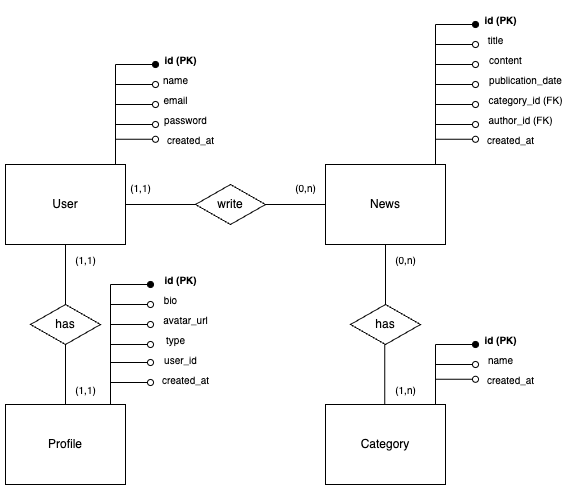 id (PK)
title
content
publication_date
category_id (FK)
author_id (FK)
created_at
id (PK)
name
email
password
created_at
User
(1,1)
write
(0,n)
News
(1,1)
(0,n)
has
has
id (PK)
bio
avatar_url
type
user_id
created_at
id (PK)
name
created_at
(1,1)
(1,n)
Profile
Category